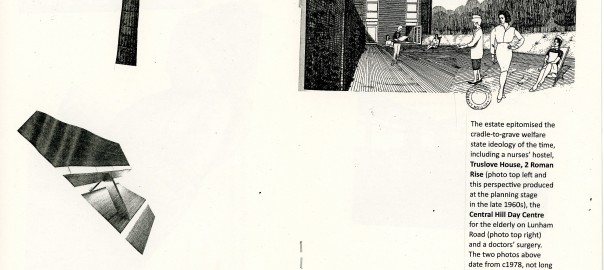 The estate epitomised the
cradle-to-grave welfare
state ideology of the time,
including a nurses' hostel,
Truslove House, 2 Roman
Rise (photo top left and
this perspective produced
at the planning stage
in the late 1960s), the
Central Hill Day Centre
for the elderly on Lunham
Road (photo top right)
and a doctors' surgery.
The two photos above
date from c1978, not long